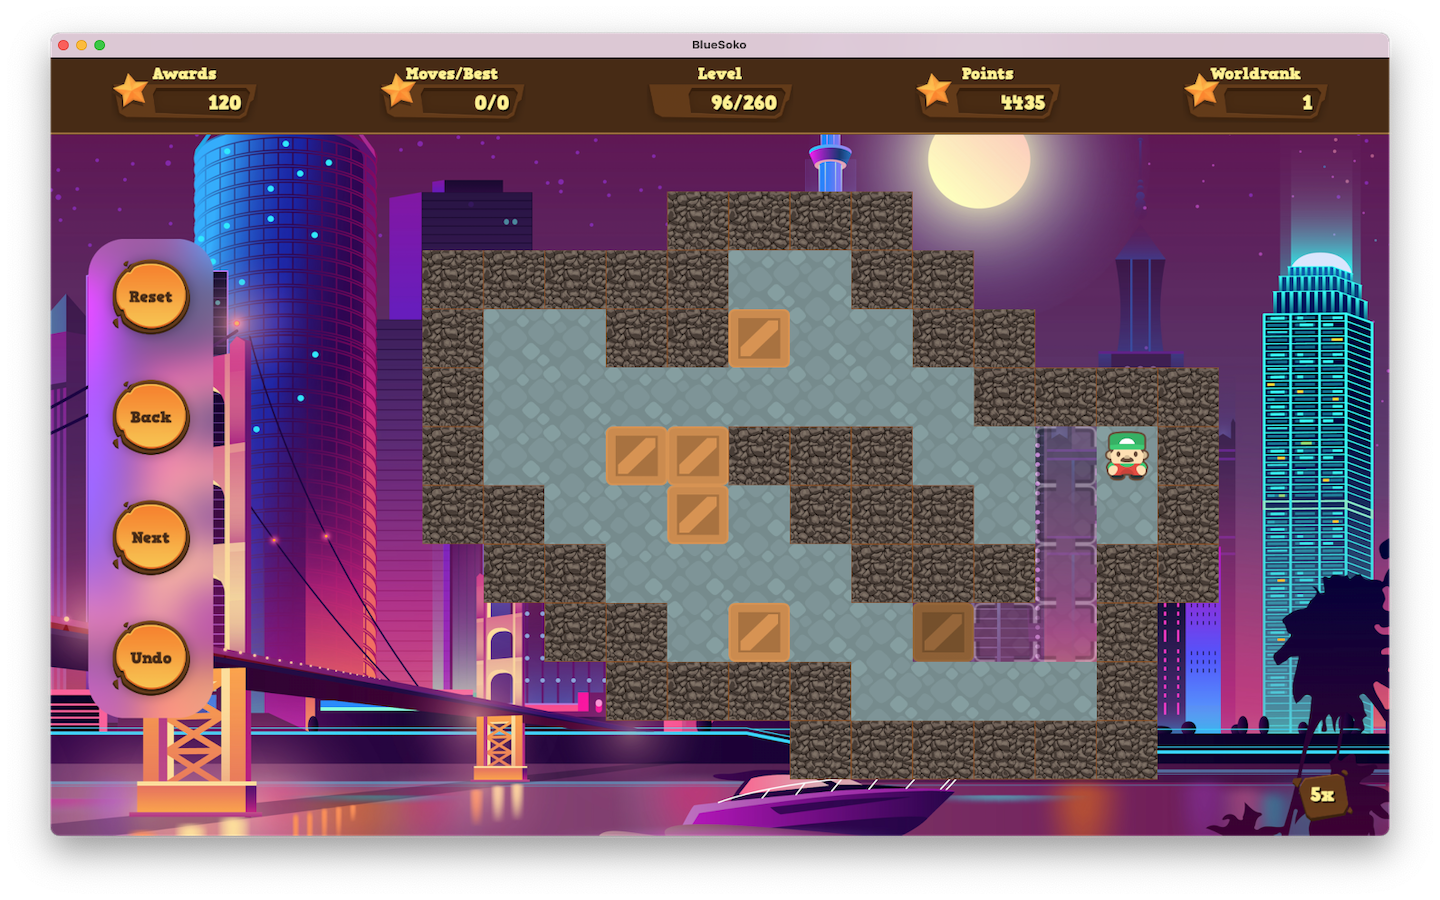 BlueSoko
Awards
120
Moves/Best
0/0
Level
96/260
Points
4435
Worldrank
1
Reset
Back
Next
Undo
5x